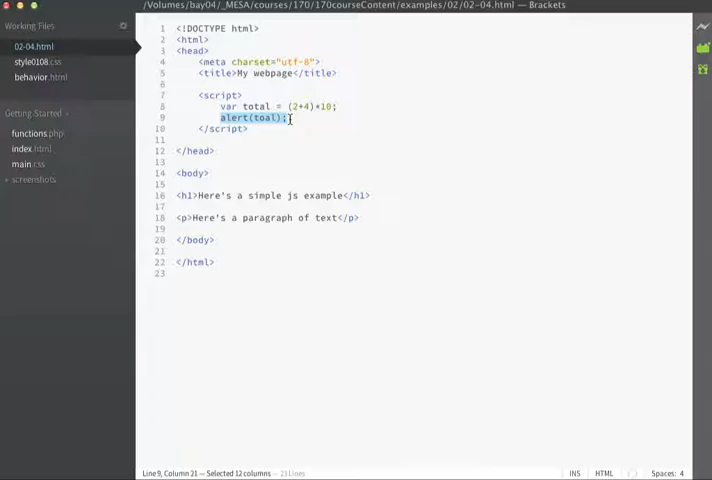 /Volumes/bay04/_MESA/courses/170/170courseContent/examples/02/02-04.html — Brackets
Working Files
02-04.html
style0108.css
behavior.html
Getting Started
functions.php
index.html
main.css
screenshots
1 <!DOCTYPE html>
2 <html>
3 <head>
4 <meta charset="utf-8">
5 <title>My webpage</title>
6
7 <script>
8 var total = (2+4)*10;
9 alert(toal);
10 </script>
11
12 </head>
13
14 <body>
15
16 <h1>Here's a simple js example</h1>
17
18 <p>Here's a paragraph of text</p>
19
20 </body>
21
22 </html>
23
Line 9, Column 21 — Selected 12 columns — 23 Lines
INS HTML Spaces: 4